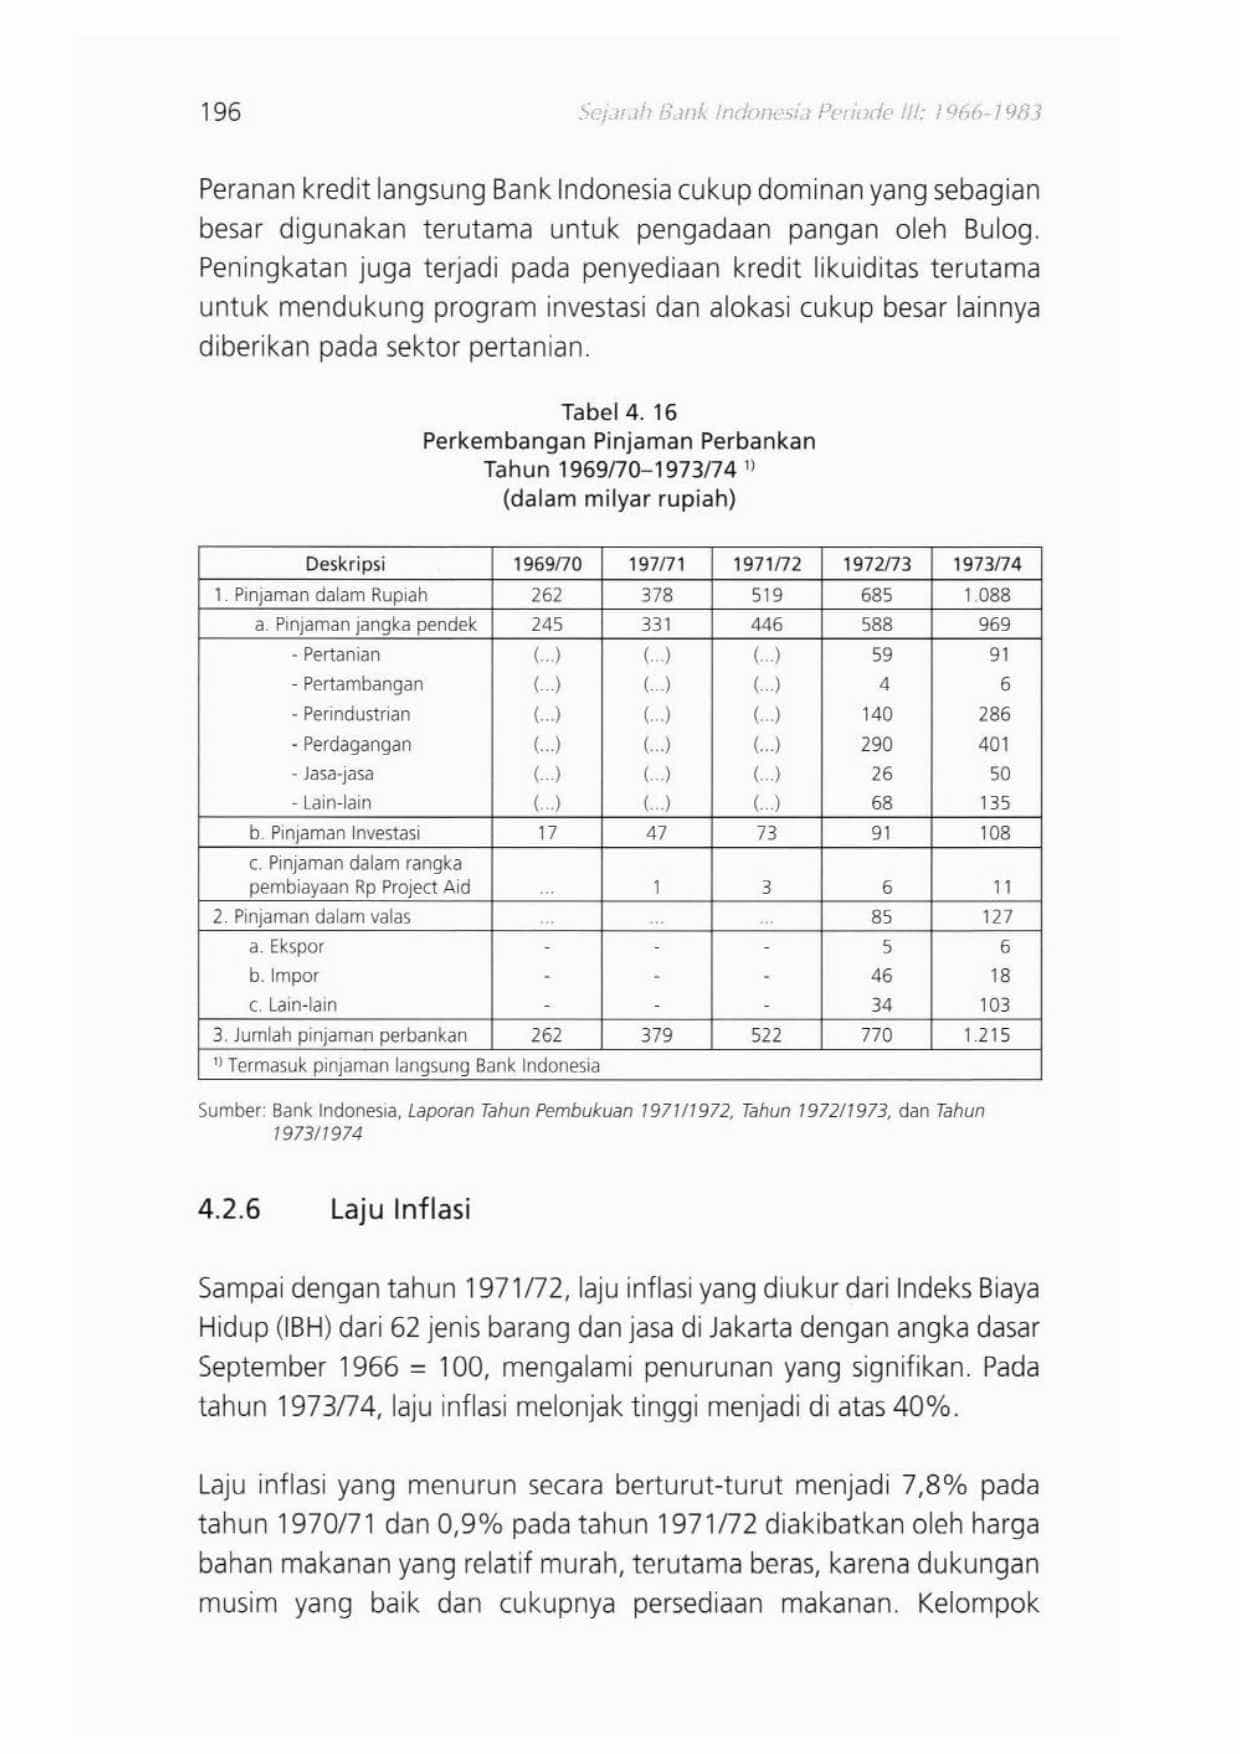 196
Sejarah Bank Indonesia Periode III: 1966-1983
Peranan kredit langsung Bank Indonesia cukup dominan yang sebagian
besar digunakan terutama untuk pengadaan pangan oleh Bulog.
Peningkatan juga terjadi pada penyediaan kredit likuiditas terutama
untuk mendukung program investasi dan alokasi cukup besar lainnya
diberikan pada sektor pertanian.
Tabel 4. 16
Perkembangan Pinjaman Perbankan
Tahun 1969/70–1973/74 ¹⁾
(dalam milyar rupiah)
Deskripsi 1969/70 197/71 1971/72 1972/73 1973/74
1. Pinjaman dalam Rupiah 262 378 519 685 1.088
a. Pinjaman jangka pendek 245 331 446 588 969
- Pertanian (...) (...) (...) 59 91
- Pertambangan (...) (...) (...) 4 6
- Perindustrian (...) (...) (...) 140 286
- Perdagangan (...) (...) (...) 290 401
- Jasa-jasa (...) (...) (...) 26 50
- Lain-lain (...) (...) (...) 68 135
b. Pinjaman Investasi 17 47 73 91 108
c. Pinjaman dalam rangka
pembiayaan Rp Project Aid ... 1 3 6 11
2. Pinjaman dalam valas ... ... ... 85 127
a. Ekspor - - - 5 6
b. Impor - - - 46 18
c. Lain-lain - - - 34 103
3. Jumlah pinjaman perbankan 262 379 522 770 1.215
¹⁾ Termasuk pinjaman langsung Bank Indonesia
Sumber: Bank Indonesia, Laporan Tahun Pembukuan 1971/1972, Tahun 1972/1973, dan Tahun
1973/1974
4.2.6 Laju Inflasi
Sampai dengan tahun 1971/72, laju inflasi yang diukur dari Indeks Biaya
Hidup (IBH) dari 62 jenis barang dan jasa di Jakarta dengan angka dasar
September 1966 = 100, mengalami penurunan yang signifikan. Pada
tahun 1973/74, laju inflasi melonjak tinggi menjadi di atas 40%.
Laju inflasi yang menurun secara berturut-turut menjadi 7,8% pada
tahun 1970/71 dan 0,9% pada tahun 1971/72 diakibatkan oleh harga
bahan makanan yang relatif murah, terutama beras, karena dukungan
musim yang baik dan cukupnya persediaan makanan. Kelompok